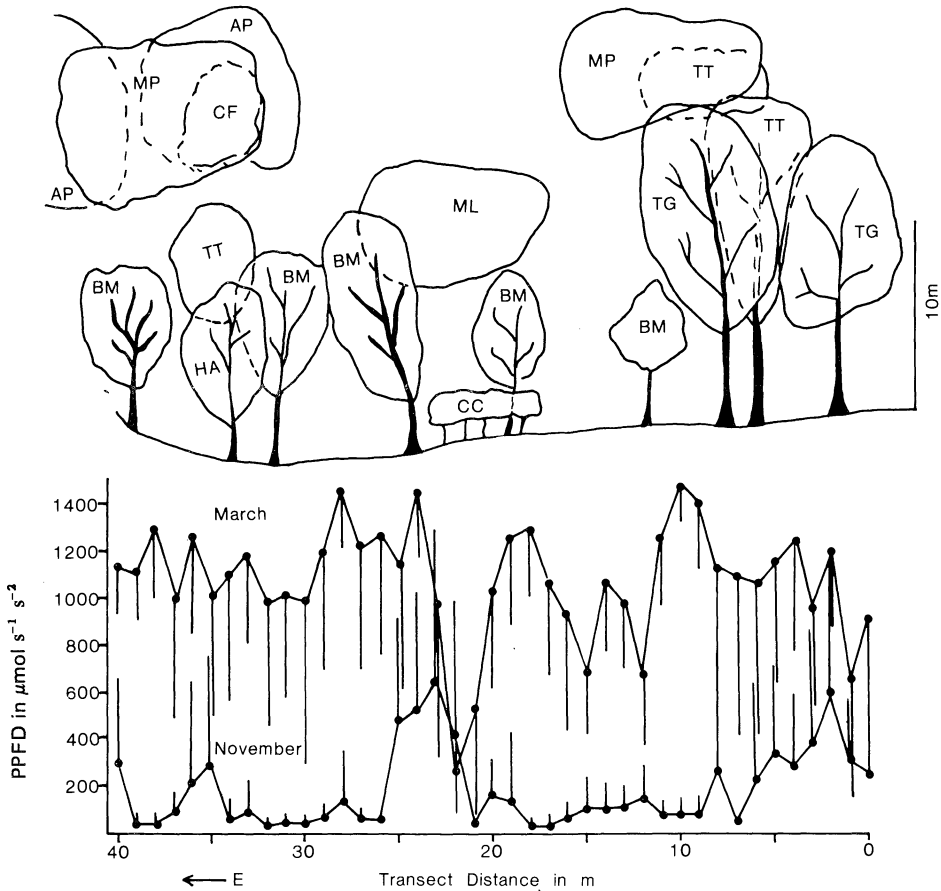 AP
MP
CF
AP
MP
TT
TT
TG
TG
ML
TT
BM
BM
BM
BM
HA
CC
BM
10m
PPFD in μmol s⁻¹ s⁻²
1400
1200
1000
800
600
400
200
March
November
40
30
20
10
0
← E
Transect Distance in m